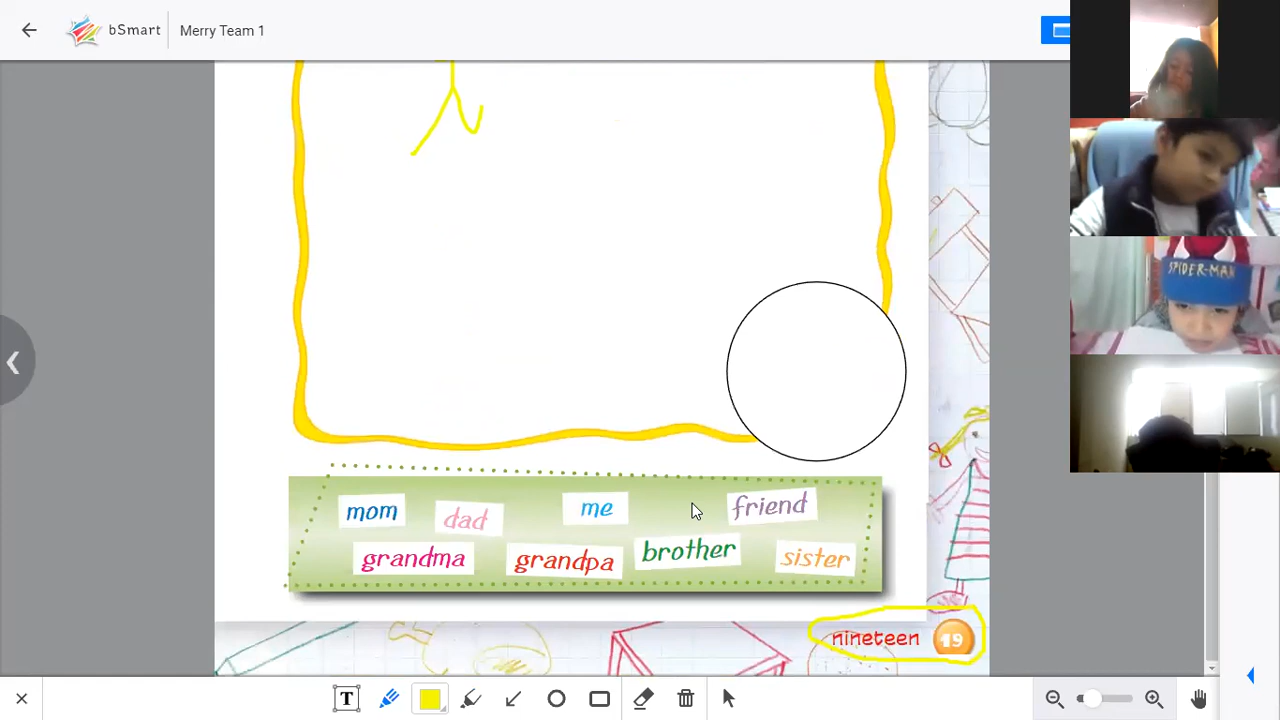 bSmart
Merry Team 1
SPIDER-MAN
mom dad me friend
grandma grandpa brother sister
nineteen 19
T